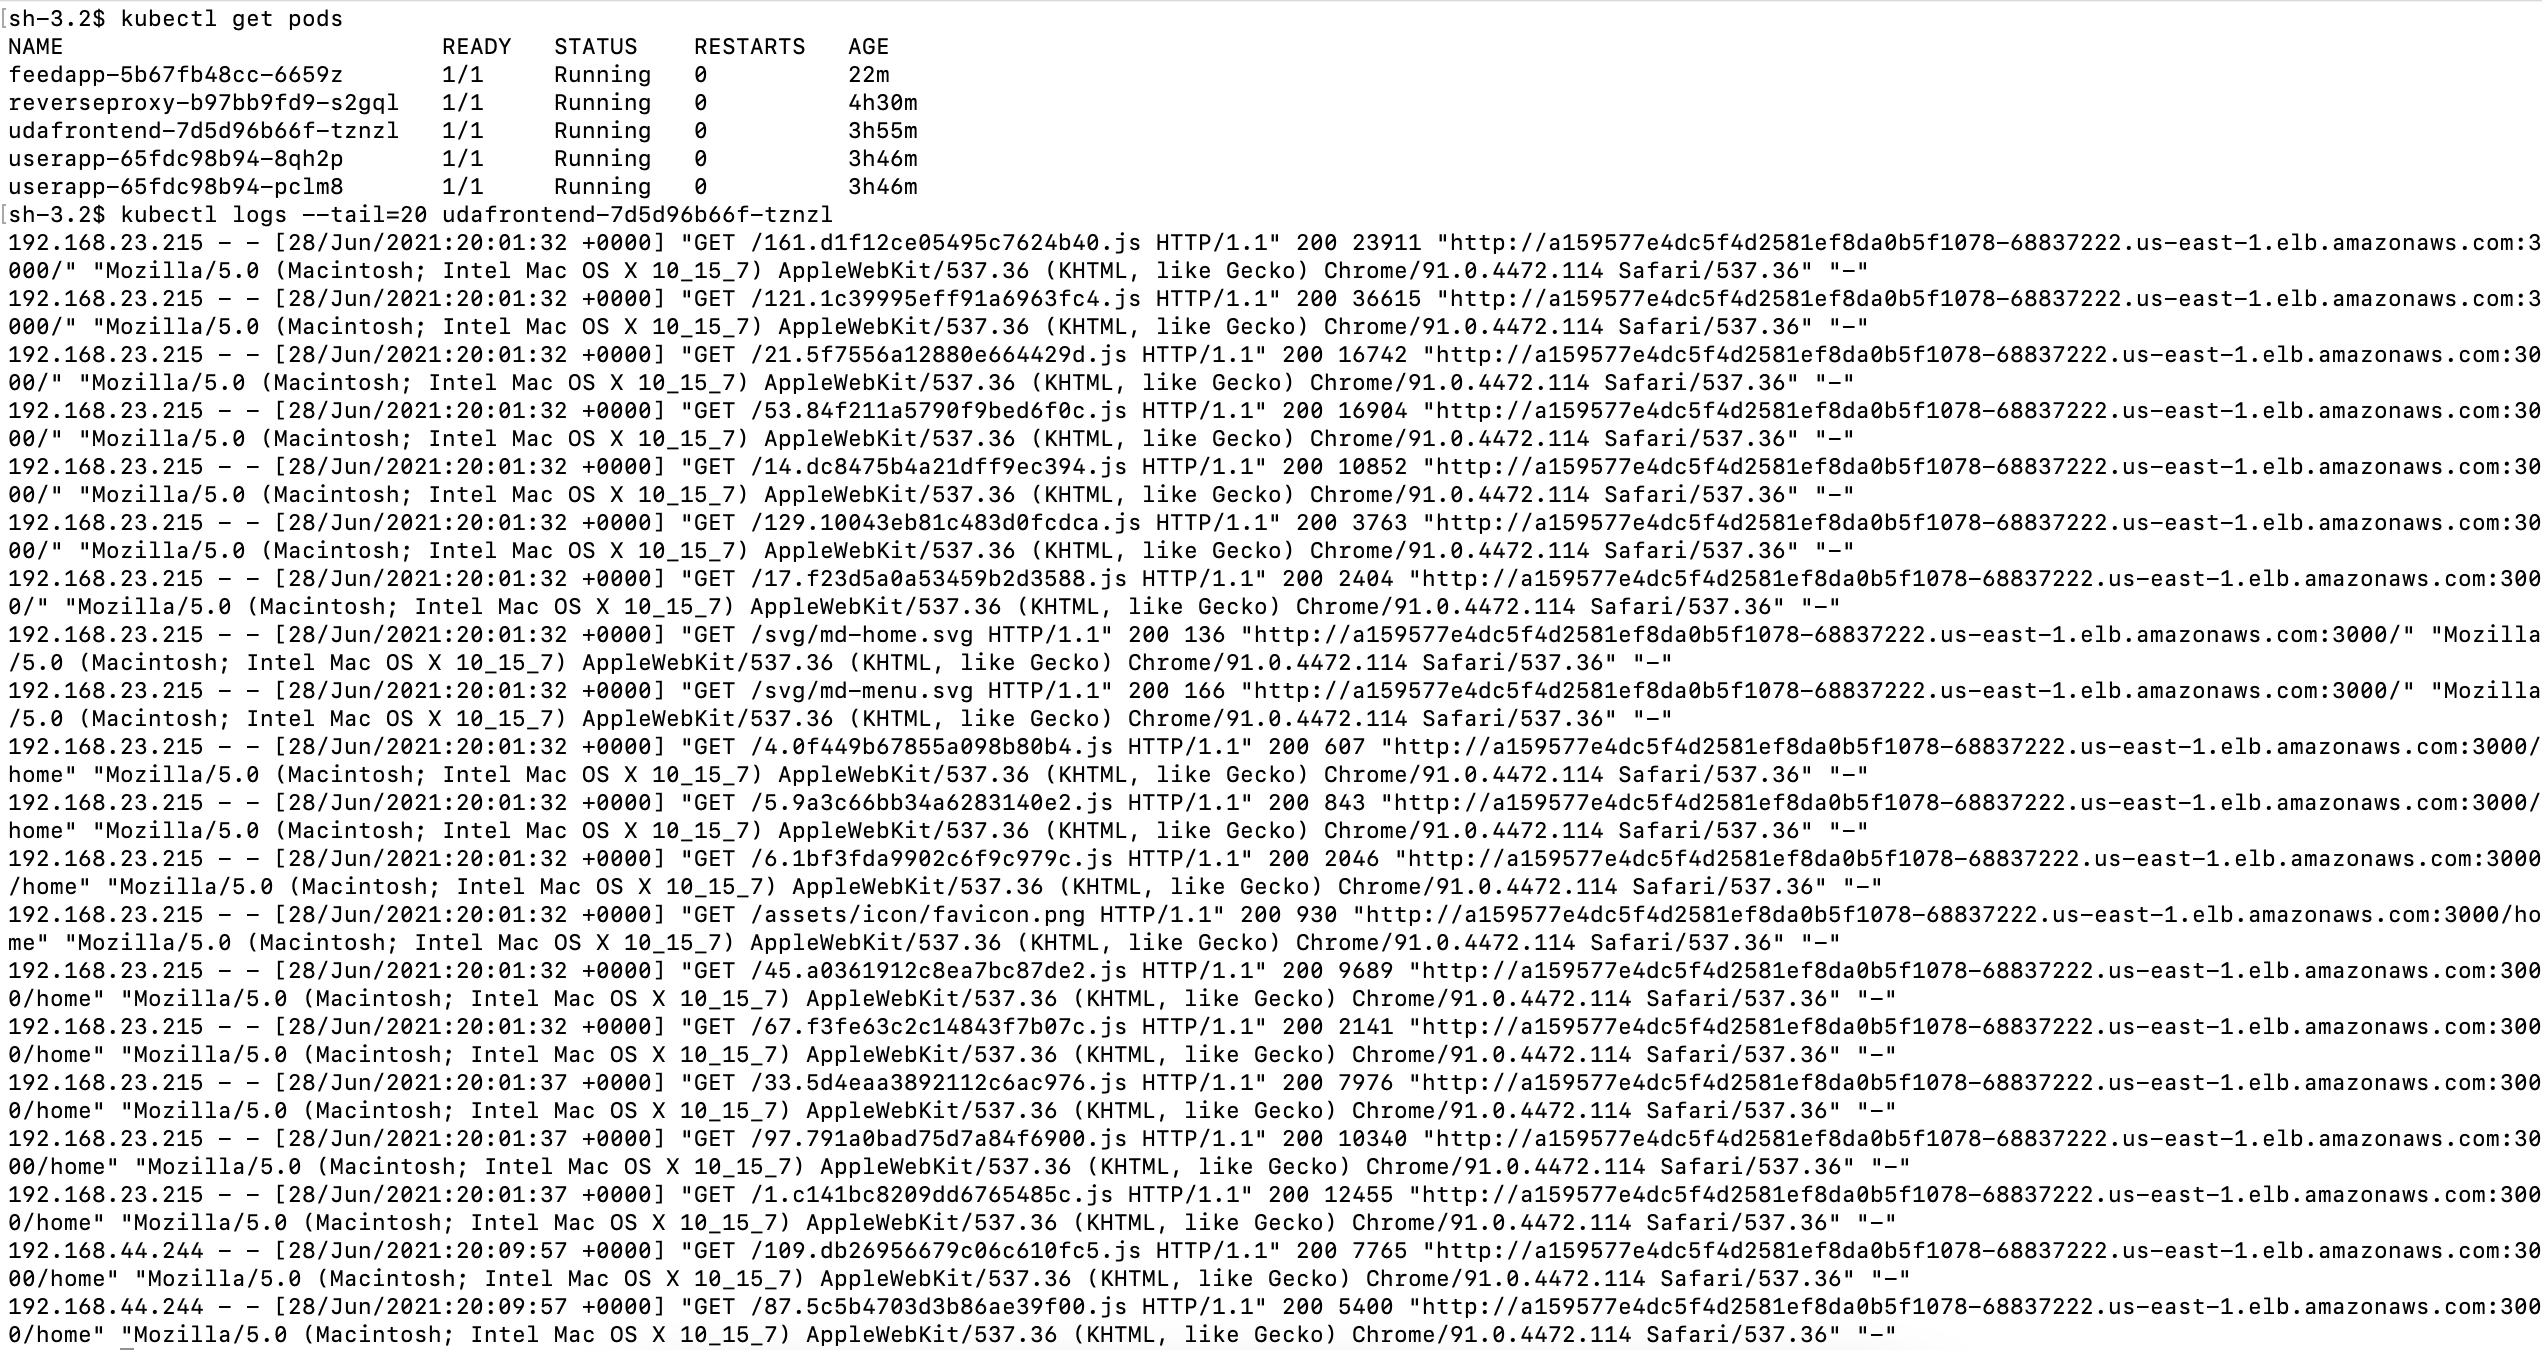 sh-3.2$ kubectl get pods
NAME                           READY   STATUS    RESTARTS   AGE
feedapp-5b67fb48cc-6659z       1/1     Running   0          22m
reverseproxy-b97bb9fd9-s2gql   1/1     Running   0          4h30m
udafrontend-7d5d96b66f-tznzl   1/1     Running   0          3h55m
userapp-65fdc98b94-8qh2p       1/1     Running   0          3h46m
userapp-65fdc98b94-pclm8       1/1     Running   0          3h46m
sh-3.2$ kubectl logs --tail=20 udafrontend-7d5d96b66f-tznzl
192.168.23.215 - - [28/Jun/2021:20:01:32 +0000] "GET /161.d1f12ce05495c7624b40.js HTTP/1.1" 200 23911 "http://a159577e4dc5f4d2581ef8da0b5f1078-68837222.us-east-1.elb.amazonaws.com:3
000/" "Mozilla/5.0 (Macintosh; Intel Mac OS X 10_15_7) AppleWebKit/537.36 (KHTML, like Gecko) Chrome/91.0.4472.114 Safari/537.36" "-"
192.168.23.215 - - [28/Jun/2021:20:01:32 +0000] "GET /121.1c39995eff91a6963fc4.js HTTP/1.1" 200 36615 "http://a159577e4dc5f4d2581ef8da0b5f1078-68837222.us-east-1.elb.amazonaws.com:3
000/" "Mozilla/5.0 (Macintosh; Intel Mac OS X 10_15_7) AppleWebKit/537.36 (KHTML, like Gecko) Chrome/91.0.4472.114 Safari/537.36" "-"
192.168.23.215 - - [28/Jun/2021:20:01:32 +0000] "GET /21.5f7556a12880e664429d.js HTTP/1.1" 200 16742 "http://a159577e4dc5f4d2581ef8da0b5f1078-68837222.us-east-1.elb.amazonaws.com:30
00/" "Mozilla/5.0 (Macintosh; Intel Mac OS X 10_15_7) AppleWebKit/537.36 (KHTML, like Gecko) Chrome/91.0.4472.114 Safari/537.36" "-"
192.168.23.215 - - [28/Jun/2021:20:01:32 +0000] "GET /53.84f211a5790f9bed6f0c.js HTTP/1.1" 200 16904 "http://a159577e4dc5f4d2581ef8da0b5f1078-68837222.us-east-1.elb.amazonaws.com:30
00/" "Mozilla/5.0 (Macintosh; Intel Mac OS X 10_15_7) AppleWebKit/537.36 (KHTML, like Gecko) Chrome/91.0.4472.114 Safari/537.36" "-"
192.168.23.215 - - [28/Jun/2021:20:01:32 +0000] "GET /14.dc8475b4a21dff9ec394.js HTTP/1.1" 200 10852 "http://a159577e4dc5f4d2581ef8da0b5f1078-68837222.us-east-1.elb.amazonaws.com:30
00/" "Mozilla/5.0 (Macintosh; Intel Mac OS X 10_15_7) AppleWebKit/537.36 (KHTML, like Gecko) Chrome/91.0.4472.114 Safari/537.36" "-"
192.168.23.215 - - [28/Jun/2021:20:01:32 +0000] "GET /129.10043eb81c483d0fcdca.js HTTP/1.1" 200 3763 "http://a159577e4dc5f4d2581ef8da0b5f1078-68837222.us-east-1.elb.amazonaws.com:30
00/" "Mozilla/5.0 (Macintosh; Intel Mac OS X 10_15_7) AppleWebKit/537.36 (KHTML, like Gecko) Chrome/91.0.4472.114 Safari/537.36" "-"
192.168.23.215 - - [28/Jun/2021:20:01:32 +0000] "GET /17.f23d5a0a53459b2d3588.js HTTP/1.1" 200 2404 "http://a159577e4dc5f4d2581ef8da0b5f1078-68837222.us-east-1.elb.amazonaws.com:300
0/" "Mozilla/5.0 (Macintosh; Intel Mac OS X 10_15_7) AppleWebKit/537.36 (KHTML, like Gecko) Chrome/91.0.4472.114 Safari/537.36" "-"
192.168.23.215 - - [28/Jun/2021:20:01:32 +0000] "GET /svg/md-home.svg HTTP/1.1" 200 136 "http://a159577e4dc5f4d2581ef8da0b5f1078-68837222.us-east-1.elb.amazonaws.com:3000/" "Mozilla
/5.0 (Macintosh; Intel Mac OS X 10_15_7) AppleWebKit/537.36 (KHTML, like Gecko) Chrome/91.0.4472.114 Safari/537.36" "-"
192.168.23.215 - - [28/Jun/2021:20:01:32 +0000] "GET /svg/md-menu.svg HTTP/1.1" 200 166 "http://a159577e4dc5f4d2581ef8da0b5f1078-68837222.us-east-1.elb.amazonaws.com:3000/" "Mozilla
/5.0 (Macintosh; Intel Mac OS X 10_15_7) AppleWebKit/537.36 (KHTML, like Gecko) Chrome/91.0.4472.114 Safari/537.36" "-"
192.168.23.215 - - [28/Jun/2021:20:01:32 +0000] "GET /4.0f449b67855a098b80b4.js HTTP/1.1" 200 607 "http://a159577e4dc5f4d2581ef8da0b5f1078-68837222.us-east-1.elb.amazonaws.com:3000/
home" "Mozilla/5.0 (Macintosh; Intel Mac OS X 10_15_7) AppleWebKit/537.36 (KHTML, like Gecko) Chrome/91.0.4472.114 Safari/537.36" "-"
192.168.23.215 - - [28/Jun/2021:20:01:32 +0000] "GET /5.9a3c66bb34a6283140e2.js HTTP/1.1" 200 843 "http://a159577e4dc5f4d2581ef8da0b5f1078-68837222.us-east-1.elb.amazonaws.com:3000/
home" "Mozilla/5.0 (Macintosh; Intel Mac OS X 10_15_7) AppleWebKit/537.36 (KHTML, like Gecko) Chrome/91.0.4472.114 Safari/537.36" "-"
192.168.23.215 - - [28/Jun/2021:20:01:32 +0000] "GET /6.1bf3fda9902c6f9c979c.js HTTP/1.1" 200 2046 "http://a159577e4dc5f4d2581ef8da0b5f1078-68837222.us-east-1.elb.amazonaws.com:3000
/home" "Mozilla/5.0 (Macintosh; Intel Mac OS X 10_15_7) AppleWebKit/537.36 (KHTML, like Gecko) Chrome/91.0.4472.114 Safari/537.36" "-"
192.168.23.215 - - [28/Jun/2021:20:01:32 +0000] "GET /assets/icon/favicon.png HTTP/1.1" 200 930 "http://a159577e4dc5f4d2581ef8da0b5f1078-68837222.us-east-1.elb.amazonaws.com:3000/ho
me" "Mozilla/5.0 (Macintosh; Intel Mac OS X 10_15_7) AppleWebKit/537.36 (KHTML, like Gecko) Chrome/91.0.4472.114 Safari/537.36" "-"
192.168.23.215 - - [28/Jun/2021:20:01:32 +0000] "GET /45.a0361912c8ea7bc87de2.js HTTP/1.1" 200 9689 "http://a159577e4dc5f4d2581ef8da0b5f1078-68837222.us-east-1.elb.amazonaws.com:300
0/home" "Mozilla/5.0 (Macintosh; Intel Mac OS X 10_15_7) AppleWebKit/537.36 (KHTML, like Gecko) Chrome/91.0.4472.114 Safari/537.36" "-"
192.168.23.215 - - [28/Jun/2021:20:01:32 +0000] "GET /67.f3fe63c2c14843f7b07c.js HTTP/1.1" 200 2141 "http://a159577e4dc5f4d2581ef8da0b5f1078-68837222.us-east-1.elb.amazonaws.com:300
0/home" "Mozilla/5.0 (Macintosh; Intel Mac OS X 10_15_7) AppleWebKit/537.36 (KHTML, like Gecko) Chrome/91.0.4472.114 Safari/537.36" "-"
192.168.23.215 - - [28/Jun/2021:20:01:37 +0000] "GET /33.5d4eaa3892112c6ac976.js HTTP/1.1" 200 7976 "http://a159577e4dc5f4d2581ef8da0b5f1078-68837222.us-east-1.elb.amazonaws.com:300
0/home" "Mozilla/5.0 (Macintosh; Intel Mac OS X 10_15_7) AppleWebKit/537.36 (KHTML, like Gecko) Chrome/91.0.4472.114 Safari/537.36" "-"
192.168.23.215 - - [28/Jun/2021:20:01:37 +0000] "GET /97.791a0bad75d7a84f6900.js HTTP/1.1" 200 10340 "http://a159577e4dc5f4d2581ef8da0b5f1078-68837222.us-east-1.elb.amazonaws.com:30
00/home" "Mozilla/5.0 (Macintosh; Intel Mac OS X 10_15_7) AppleWebKit/537.36 (KHTML, like Gecko) Chrome/91.0.4472.114 Safari/537.36" "-"
192.168.23.215 - - [28/Jun/2021:20:01:37 +0000] "GET /1.c141bc8209dd6765485c.js HTTP/1.1" 200 12455 "http://a159577e4dc5f4d2581ef8da0b5f1078-68837222.us-east-1.elb.amazonaws.com:300
0/home" "Mozilla/5.0 (Macintosh; Intel Mac OS X 10_15_7) AppleWebKit/537.36 (KHTML, like Gecko) Chrome/91.0.4472.114 Safari/537.36" "-"
192.168.44.244 - - [28/Jun/2021:20:09:57 +0000] "GET /109.db26956679c06c610fc5.js HTTP/1.1" 200 7765 "http://a159577e4dc5f4d2581ef8da0b5f1078-68837222.us-east-1.elb.amazonaws.com:30
00/home" "Mozilla/5.0 (Macintosh; Intel Mac OS X 10_15_7) AppleWebKit/537.36 (KHTML, like Gecko) Chrome/91.0.4472.114 Safari/537.36" "-"
192.168.44.244 - - [28/Jun/2021:20:09:57 +0000] "GET /87.5c5b4703d3b86ae39f00.js HTTP/1.1" 200 5400 "http://a159577e4dc5f4d2581ef8da0b5f1078-68837222.us-east-1.elb.amazonaws.com:300
0/home" "Mozilla/5.0 (Macintosh; Intel Mac OS X 10_15_7) AppleWebKit/537.36 (KHTML, like Gecko) Chrome/91.0.4472.114 Safari/537.36" "-"